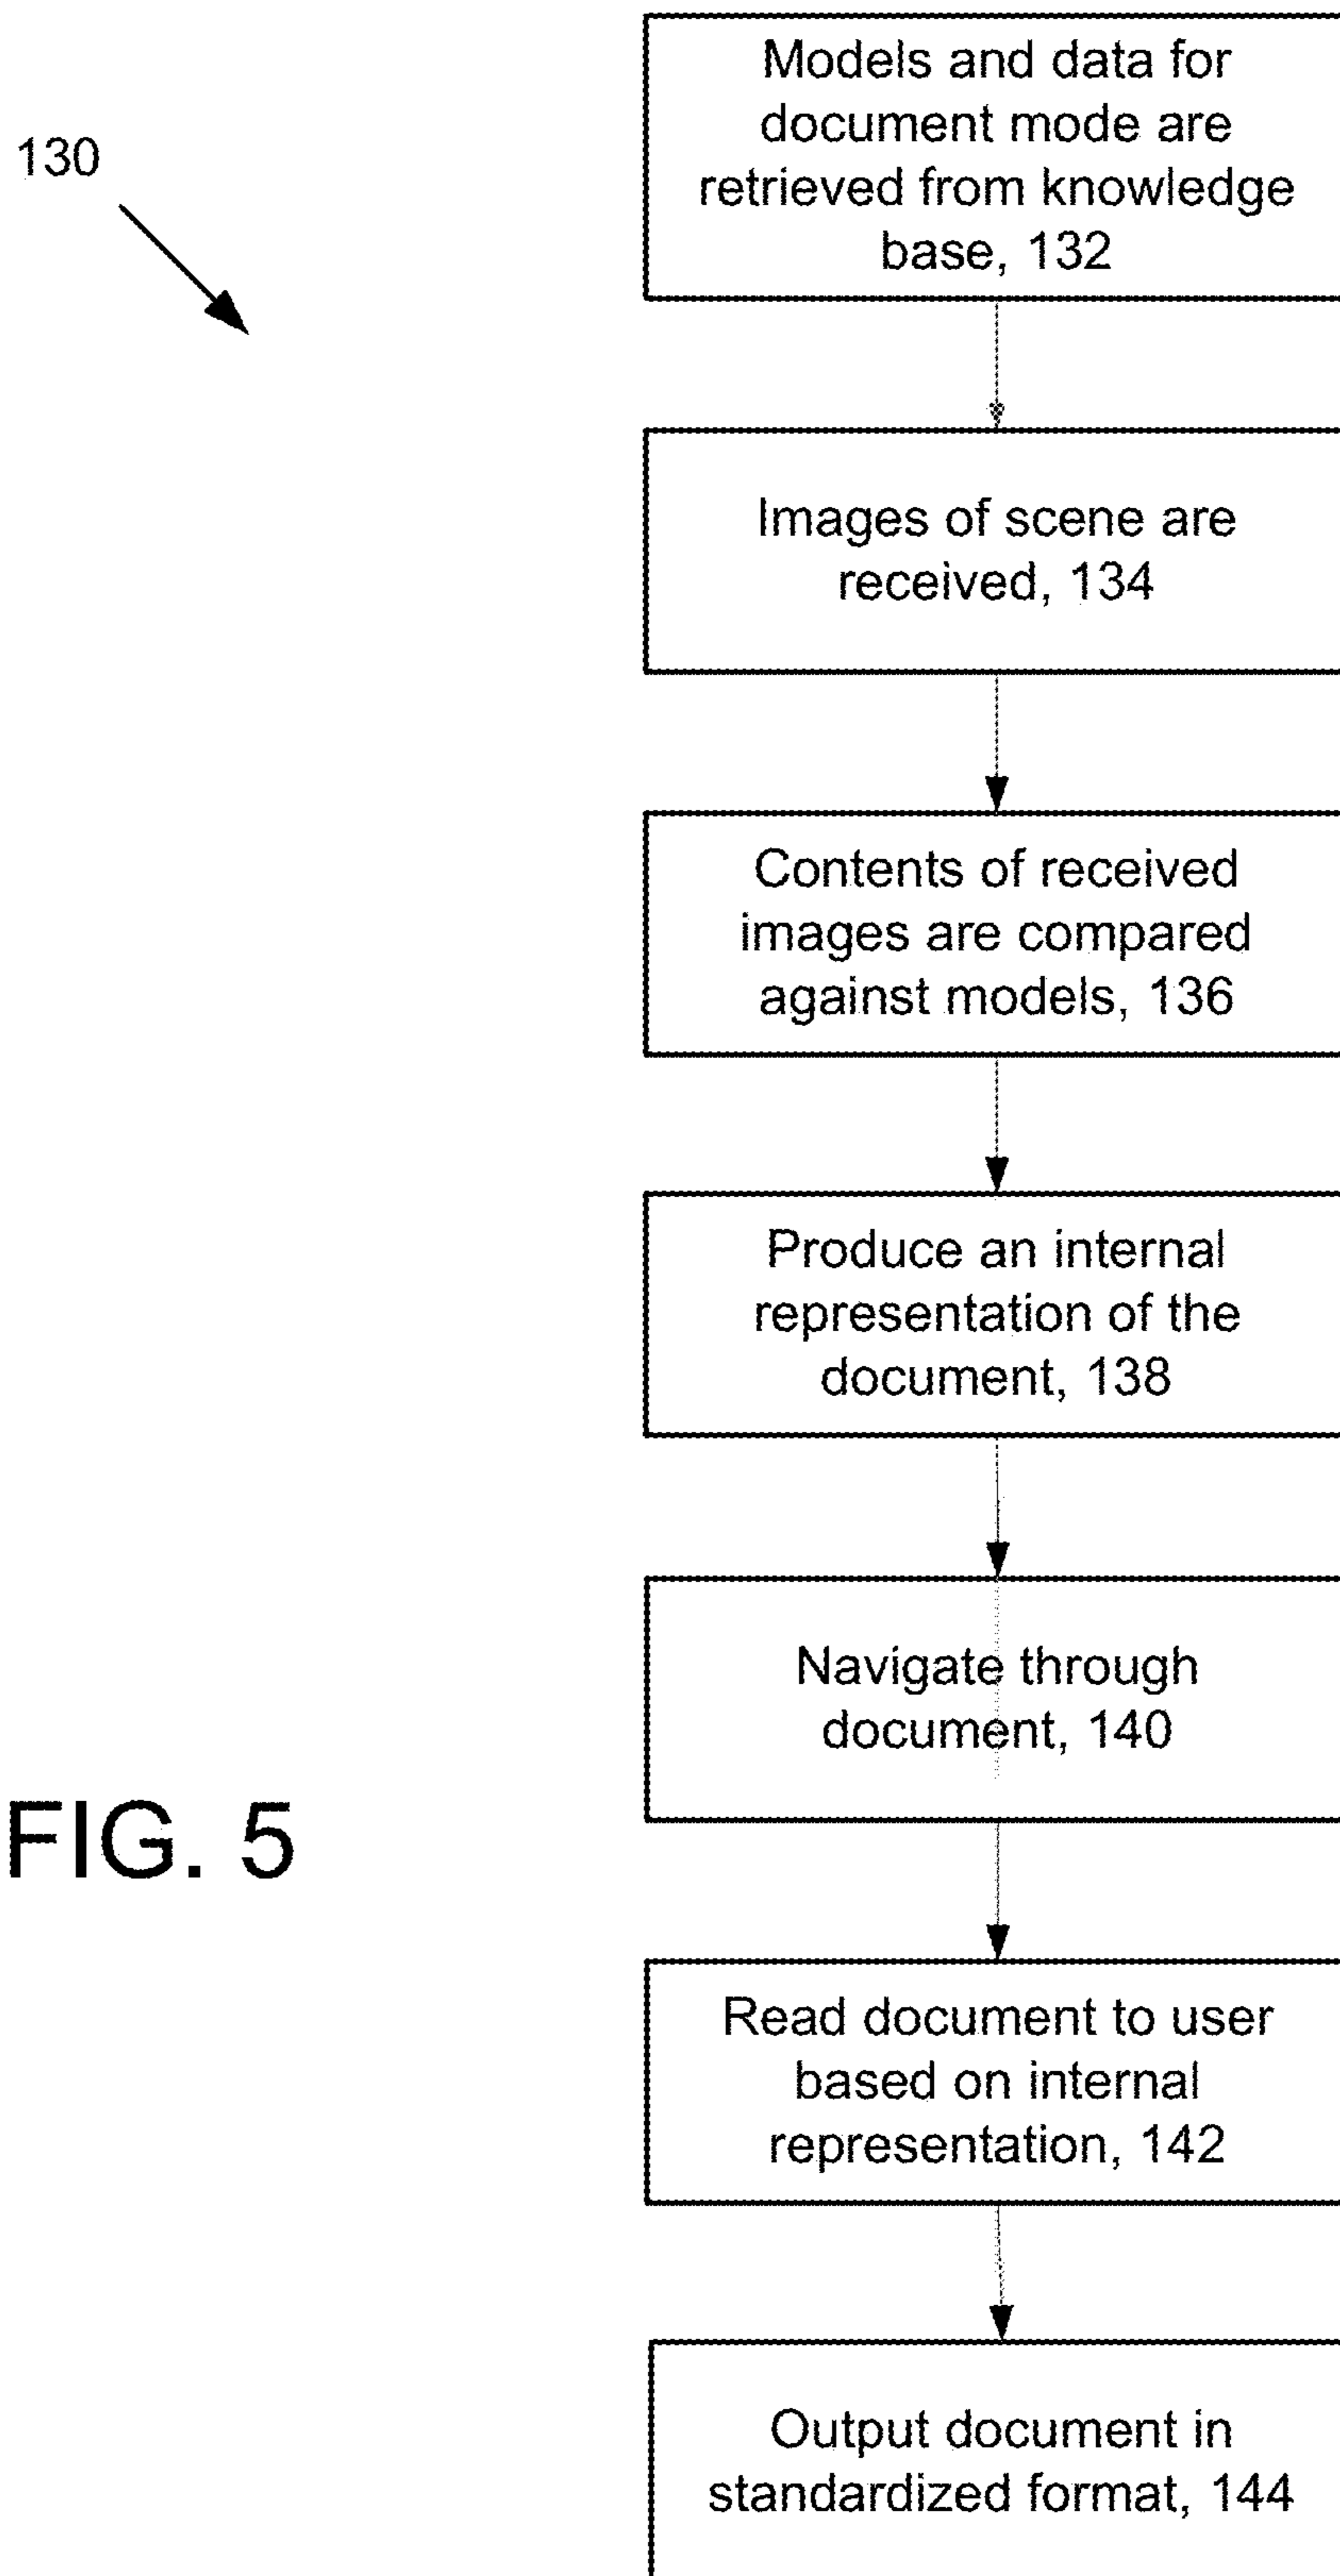 130
Models and data for
document mode are
retrieved from knowledge
base, 132
Images of scene are
received, 134
Contents of received
images are compared
against models, 136
Produce an internal
representation of the
document, 138
Navigate through
document, 140
FIG. 5
Read document to user
based on internal
representation, 142
Output document in
standardized format, 144